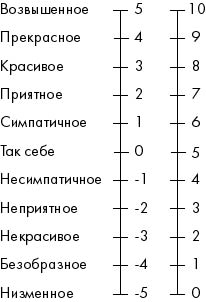 Возвышенное 5 10
Прекрасное 4 9
Красивое 3 8
Приятное 2 7
Симпатичное 1 6
Так себе 0 5
Несимпатичное -1 4
Неприятное -2 3
Некрасивое -3 2
Безобразное -4 1
Низменное -5 0